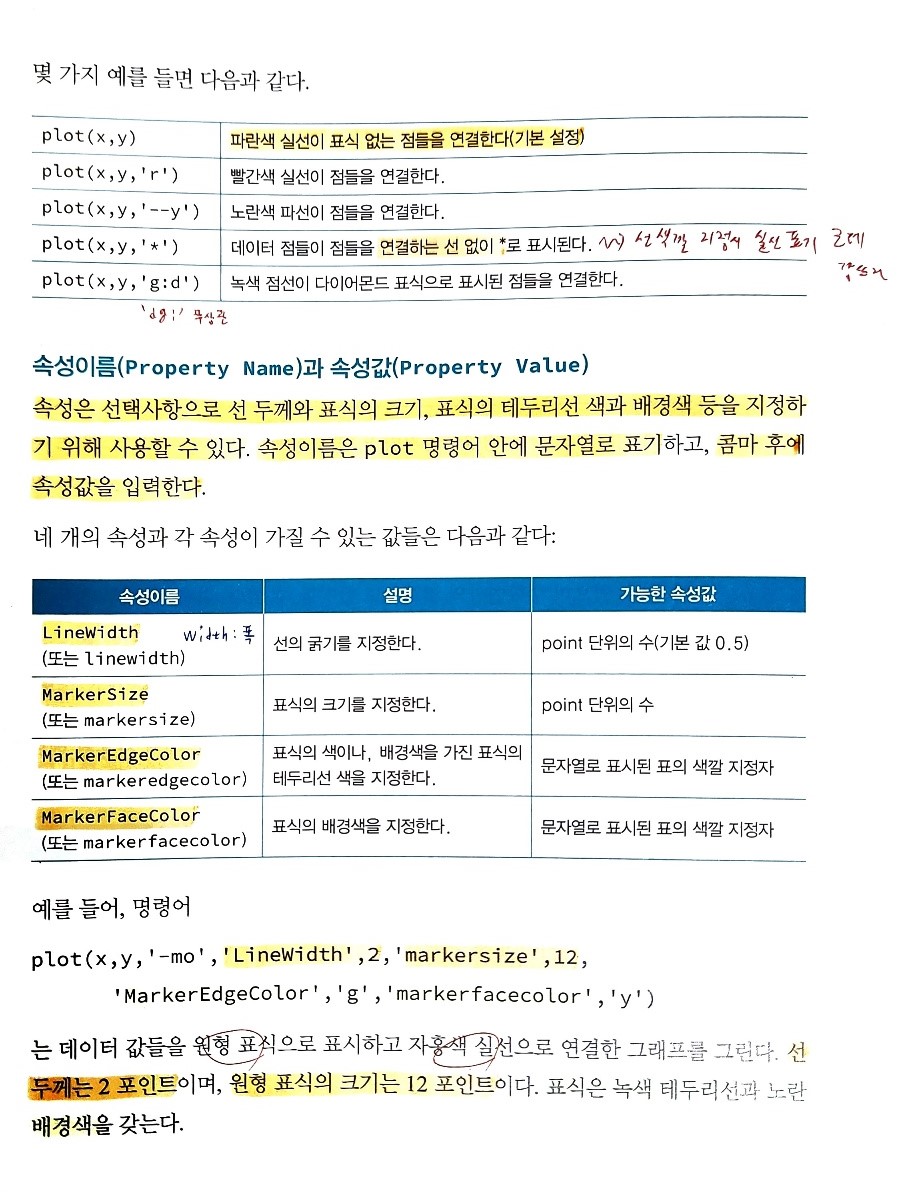 몇 가지 예를 들면 다음과 같다.
plot(x,y) 파란색 실선이 표식 없는 점들을 연결한다(기본 설정)
plot(x,y,'r') 빨간색 실선이 점들을 연결한다.
plot(x,y,'--y') 노란색 파선이 점들을 연결한다.
plot(x,y,'*') 데이터 점들이 점들을 연결하는 선 없이 *로 표시된다. 선 색깔 지정시 실선 표기
plot(x,y,'g:d') 녹색 점선이 다이어몬드 표식으로 표시된 점들을 연결한다.
'dg:' 무상관
속성이름(Property Name)과 속성값(Property Value)
속성은 선택사항으로 선 두께와 표식의 크기, 표식의 테두리선 색과 배경색 등을 지정하
기 위해 사용할 수 있다. 속성이름은 plot 명령어 안에 문자열로 표기하고, 콤마 후에
속성값을 입력한다.
네 개의 속성과 각 속성이 가질 수 있는 값들은 다음과 같다:
속성이름 설명 가능한 속성값
LineWidth width:폭
(또는 linewidth)
선의 굵기를 지정한다.
point 단위의 수(기본 값 0.5)
MarkerSize
(또는 markersize)
표식의 크기를 지정한다.
point 단위의 수
MarkerEdgeColor
(또는 markeredgecolor)
표식의 색이나, 배경색을 가진 표식의
테두리선 색을 지정한다.
문자열로 표시된 표의 색깔 지정자
MarkerFaceColor
(또는 markerfacecolor)
표식의 배경색을 지정한다.
문자열로 표시된 표의 색깔 지정자
예를 들어, 명령어
plot(x,y,'-mo','LineWidth',2,'markersize',12,
'MarkerEdgeColor','g','markerfacecolor','y')
는 데이터 값들을 원형 표식으로 표시하고 자홍색 실선으로 연결한 그래프를 그린다. 선
두께는 2 포인트이며, 원형 표식의 크기는 12 포인트이다. 표식은 녹색 테두리선과 노란
배경색을 갖는다.